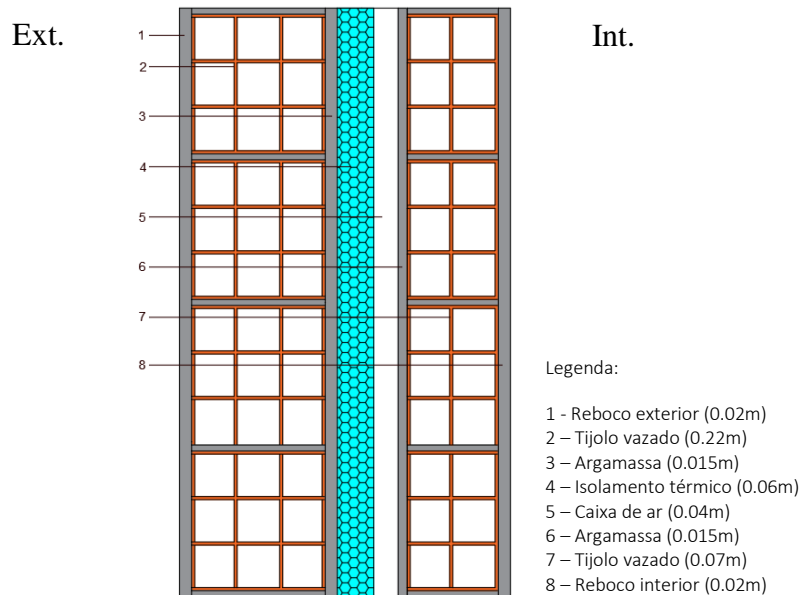 Ext.
Int.
1
2
3
4
5
6
7
8
Legenda:
1 - Reboco exterior (0.02m)
2 – Tijolo vazado (0.22m)
3 – Argamassa (0.015m)
4 – Isolamento térmico (0.06m)
5 – Caixa de ar (0.04m)
6 – Argamassa (0.015m)
7 – Tijolo vazado (0.07m)
8 – Reboco interior (0.02m)